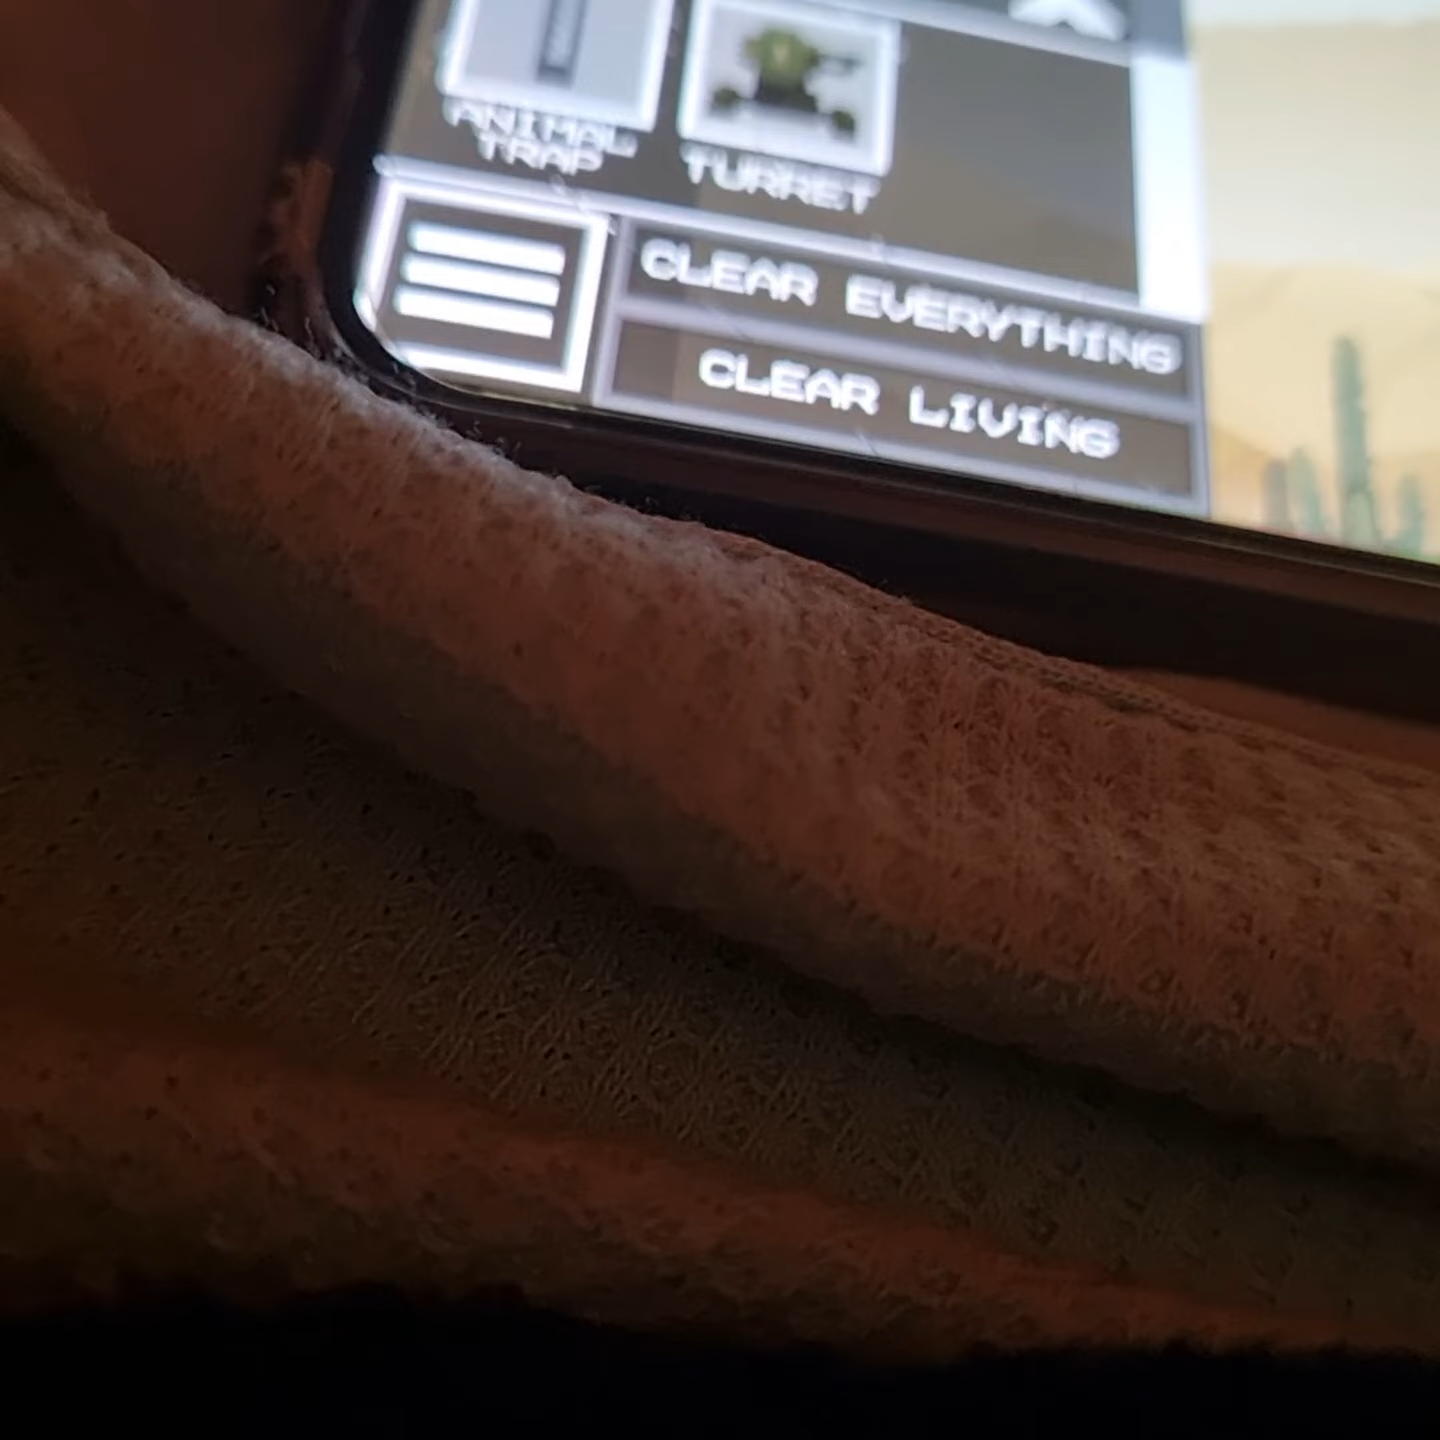 ANIMAL
TRAP
TURRET
CLEAR EVERYTHING
CLEAR LIVING